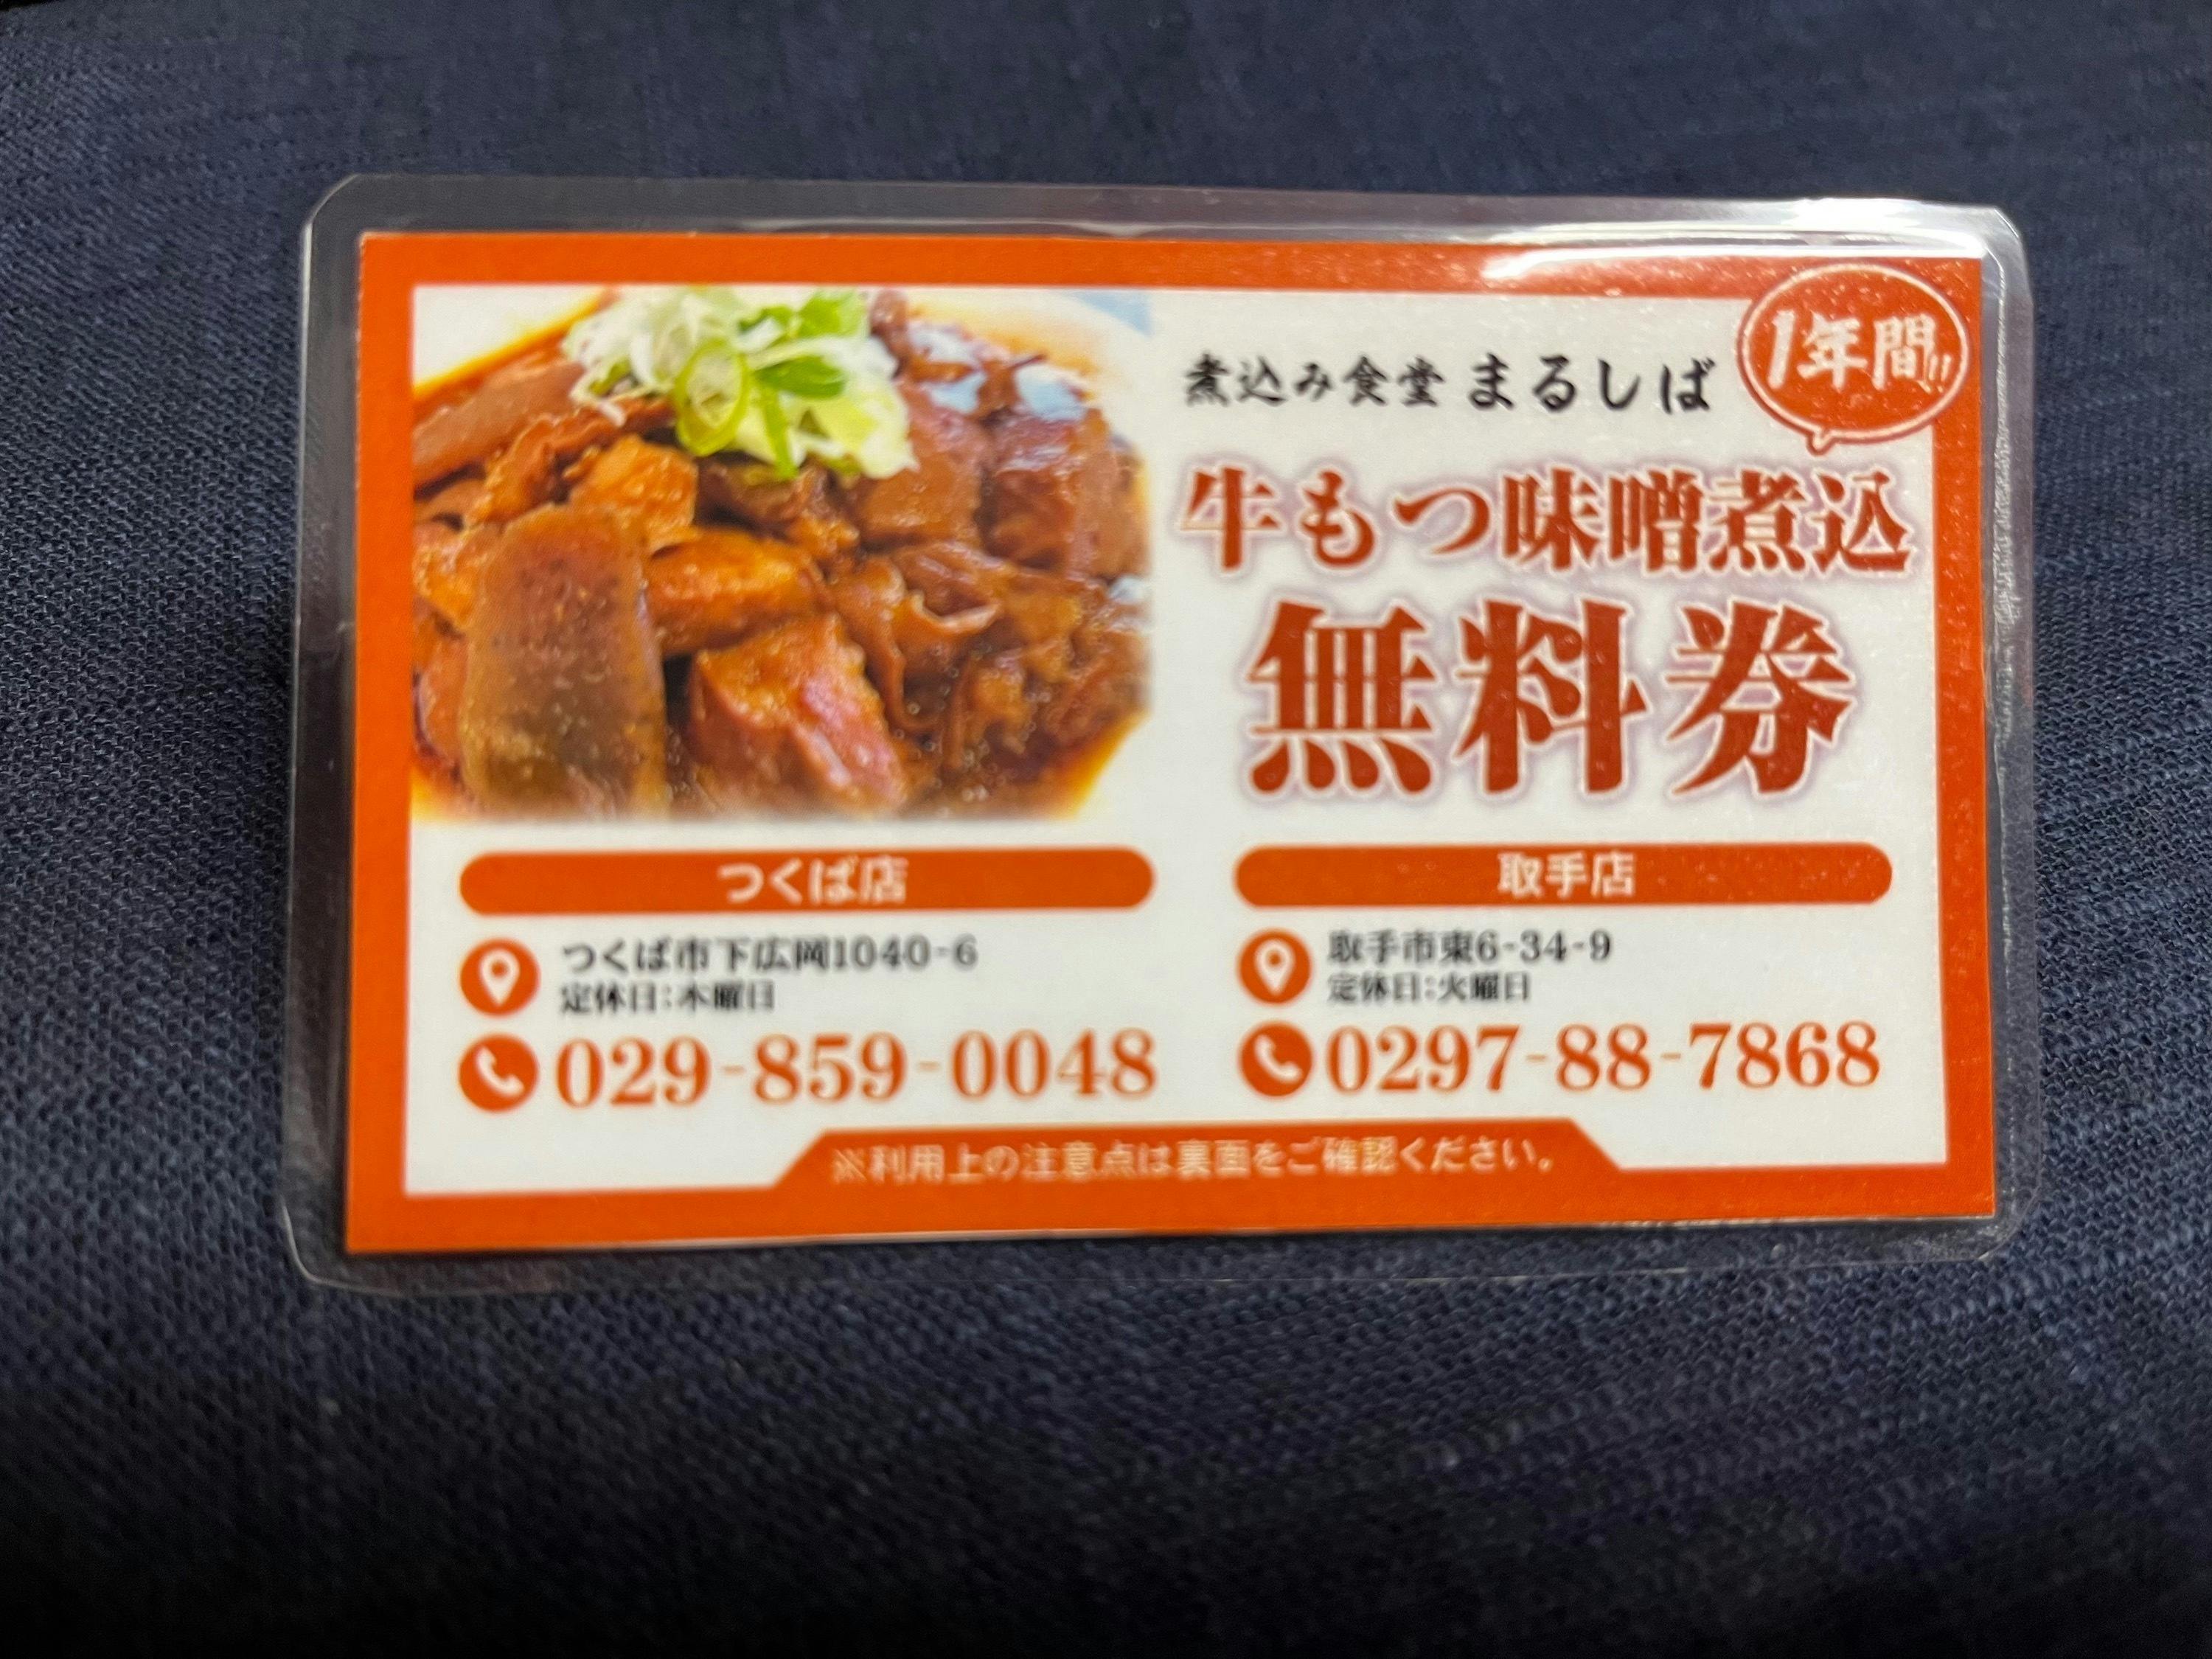 煮込み食堂 まるしば
1年間!!
牛もつ味噌煮込
無料券
つくば店
つくば市下広岡1040-6
定休日:木曜日
029-859-0048
取手店
取手市東6-34-9
定休日:火曜日
0297-88-7868
※利用上の注意点は裏面をご確認ください。